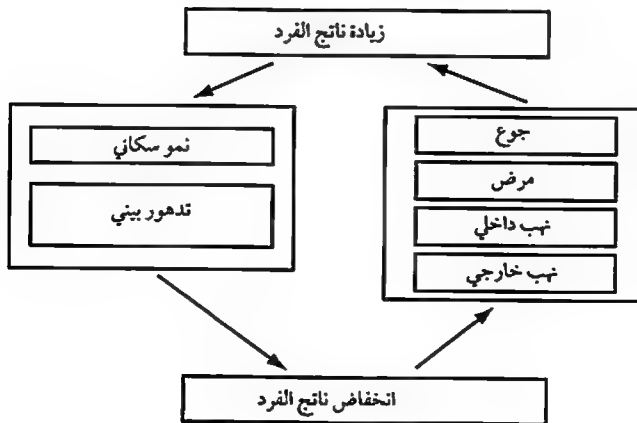 زيادة ناتج الفرد
جوع
مرض
نهب داخلي
نهب خارجي
نمو سكاني
تدهور بيئي
انخفاض ناتج الفرد